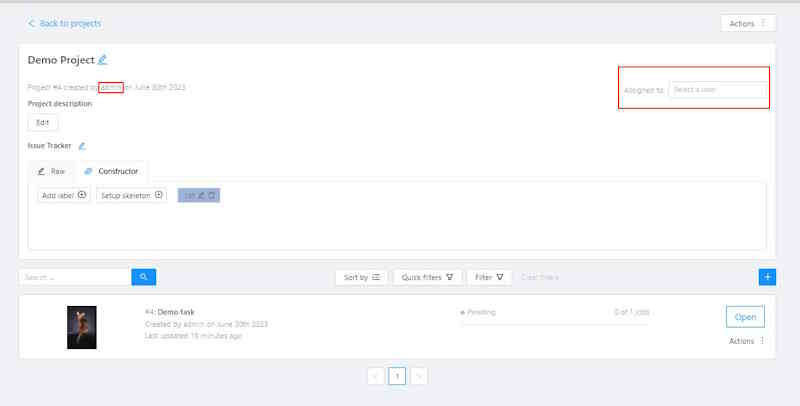 Back to projects
Actions
Demo Project
Project #4 created by admin on June 30th 2023
Assigned to
Select a user
Project description
Edit
Issue Tracker
Raw
Constructor
Add label
Setup skeleton
cat
Search ...
Sort by
Quick filters
Filter
Clear filters
#4: Demo task
Created by admin on June 30th 2023
Last updated 19 minutes ago
Pending
0 of 1 jobs
Open
Actions
1